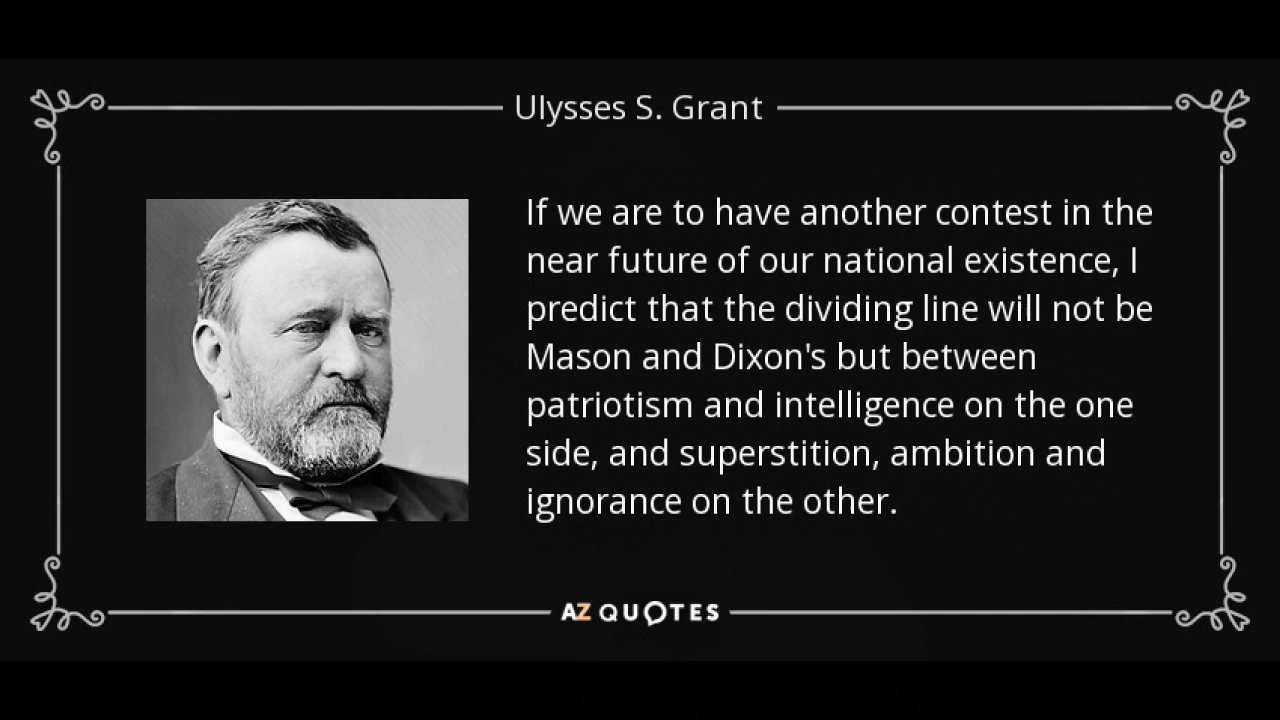 Ulysses S. Grant
If we are to have another contest in the
near future of our national existence, I
predict that the dividing line will not be
Mason and Dixon's but between
patriotism and intelligence on the one
side, and superstition, ambition and
ignorance on the other.
AZ QUOTES